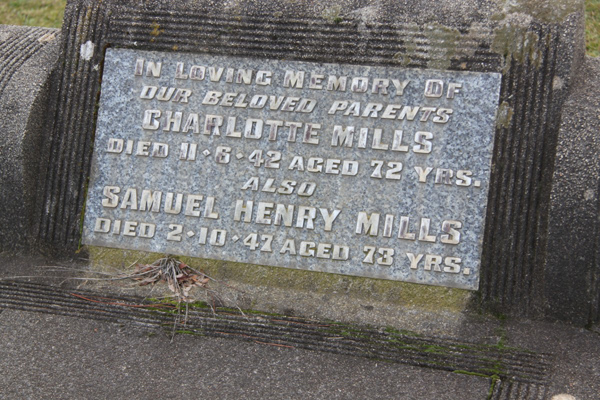 IN LOVING MEMORY OF
OUR BELOVED PARENTS
CHARLOTTE MILLS
DIED 11·6·42 AGED 72 YRS.
ALSO
SAMUEL HENRY MILLS
DIED 2·10·47 AGED 73 YRS.